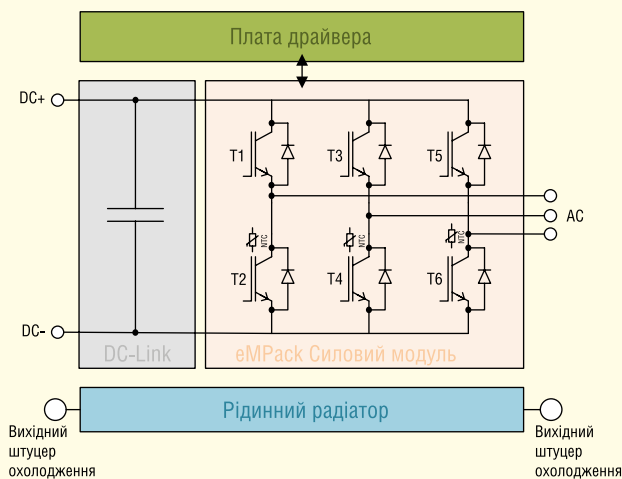 Плата драйвера
DC+
T1
T3
T5
AC
NTC
NTC
NTC
T2
T4
T6
DC-
DC-Link
eMPack Силовий модуль
Рідинний радіатор
Вихідний
штуцер
охолодження
Вихідний
штуцер
охолодження